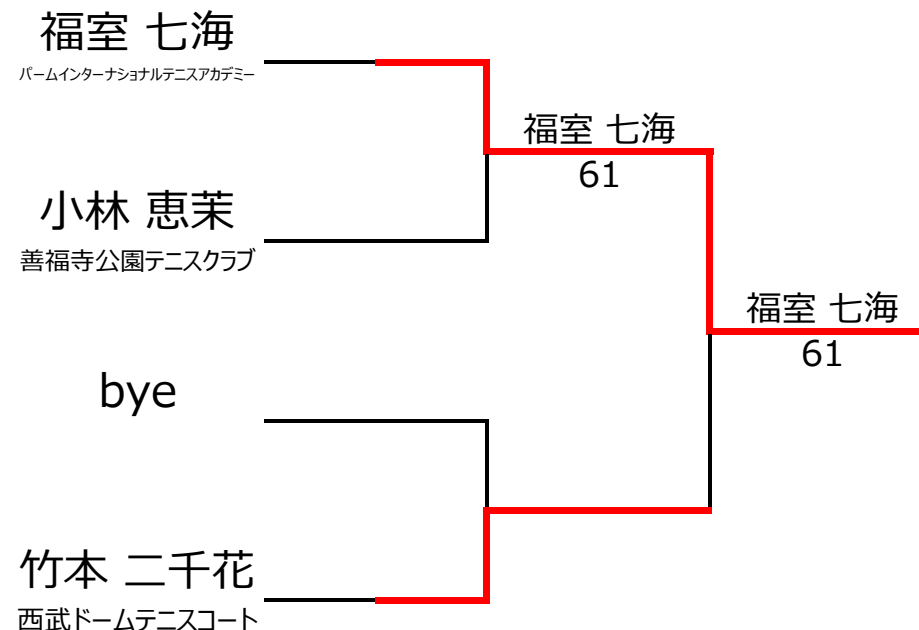 福室 七海
パームインターナショナルテニスアカデミー
福室 七海
61
小林 恵茉
善福寺公園テニスクラブ
福室 七海
61
bye
竹本 二千花
西武ドームテニスコート